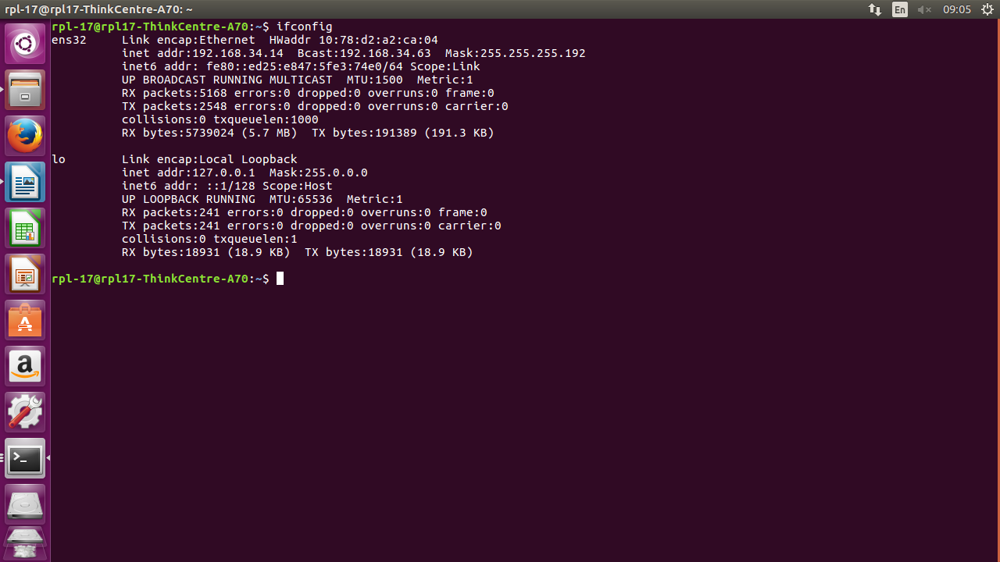 rpl-17@rpl17-ThinkCentre-A70: ~
En
09:05
rpl-17@rpl17-ThinkCentre-A70:~$ ifconfig
ens32     Link encap:Ethernet  HWaddr 10:78:d2:a2:ca:04
          inet addr:192.168.34.14  Bcast:192.168.34.63  Mask:255.255.255.192
          inet6 addr: fe80::ed25:e847:5fe3:74e0/64 Scope:Link
          UP BROADCAST RUNNING MULTICAST  MTU:1500  Metric:1
          RX packets:5168 errors:0 dropped:0 overruns:0 frame:0
          TX packets:2548 errors:0 dropped:0 overruns:0 carrier:0
          collisions:0 txqueuelen:1000
          RX bytes:5739024 (5.7 MB)  TX bytes:191389 (191.3 KB)
lo        Link encap:Local Loopback
          inet addr:127.0.0.1  Mask:255.0.0.0
          inet6 addr: ::1/128 Scope:Host
          UP LOOPBACK RUNNING  MTU:65536  Metric:1
          RX packets:241 errors:0 dropped:0 overruns:0 frame:0
          TX packets:241 errors:0 dropped:0 overruns:0 carrier:0
          collisions:0 txqueuelen:1
          RX bytes:18931 (18.9 KB)  TX bytes:18931 (18.9 KB)
rpl-17@rpl17-ThinkCentre-A70:~$